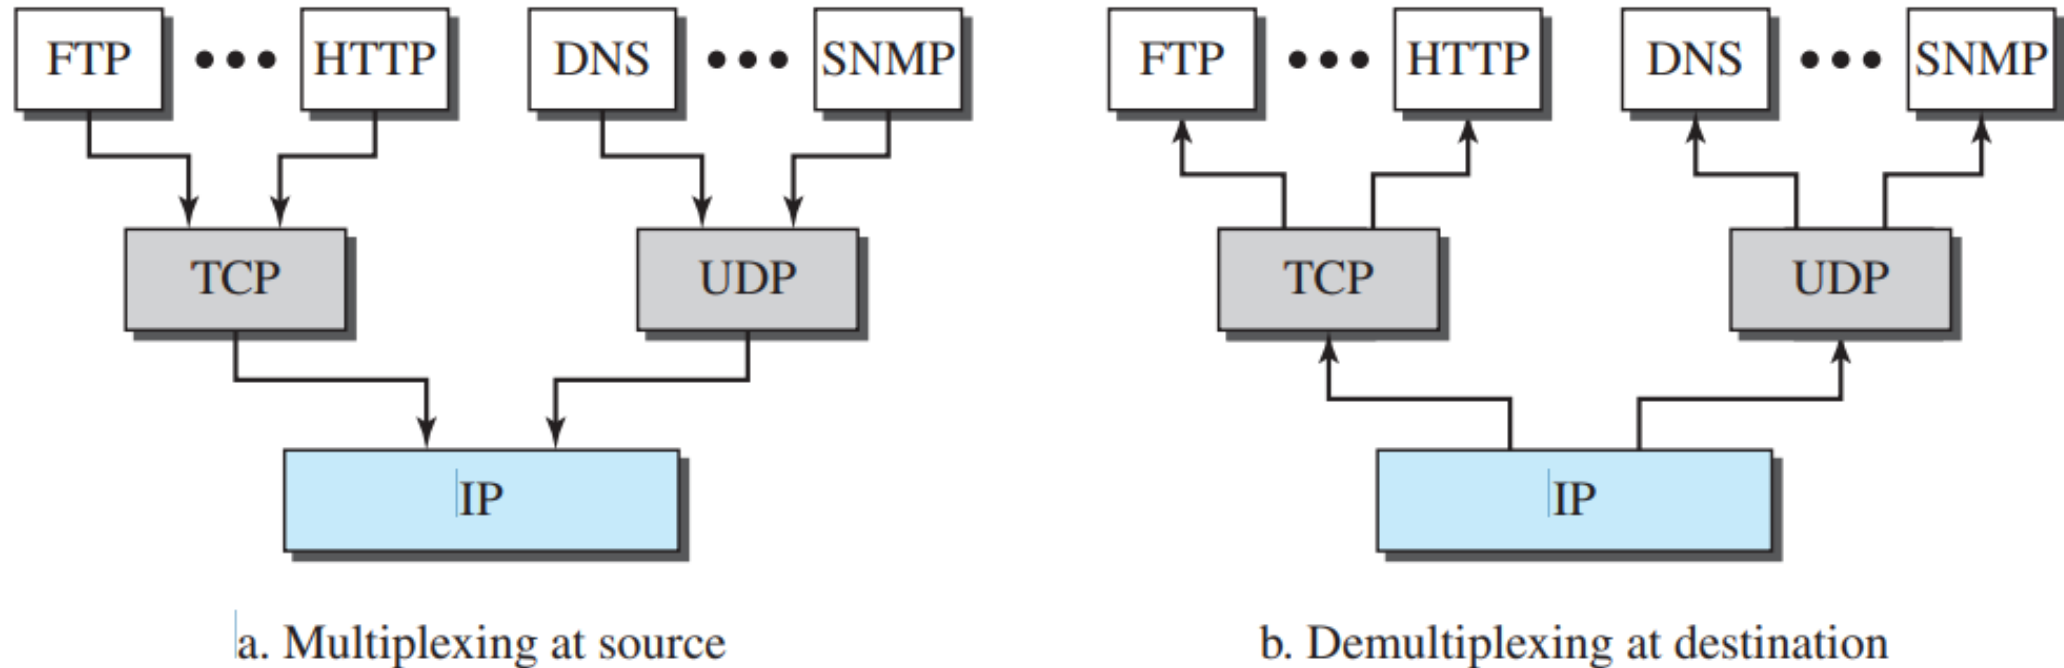 FTP ••• HTTP DNS ••• SNMP FTP ••• HTTP DNS ••• SNMP
TCP UDP TCP UDP
IP IP
a. Multiplexing at source b. Demultiplexing at destination